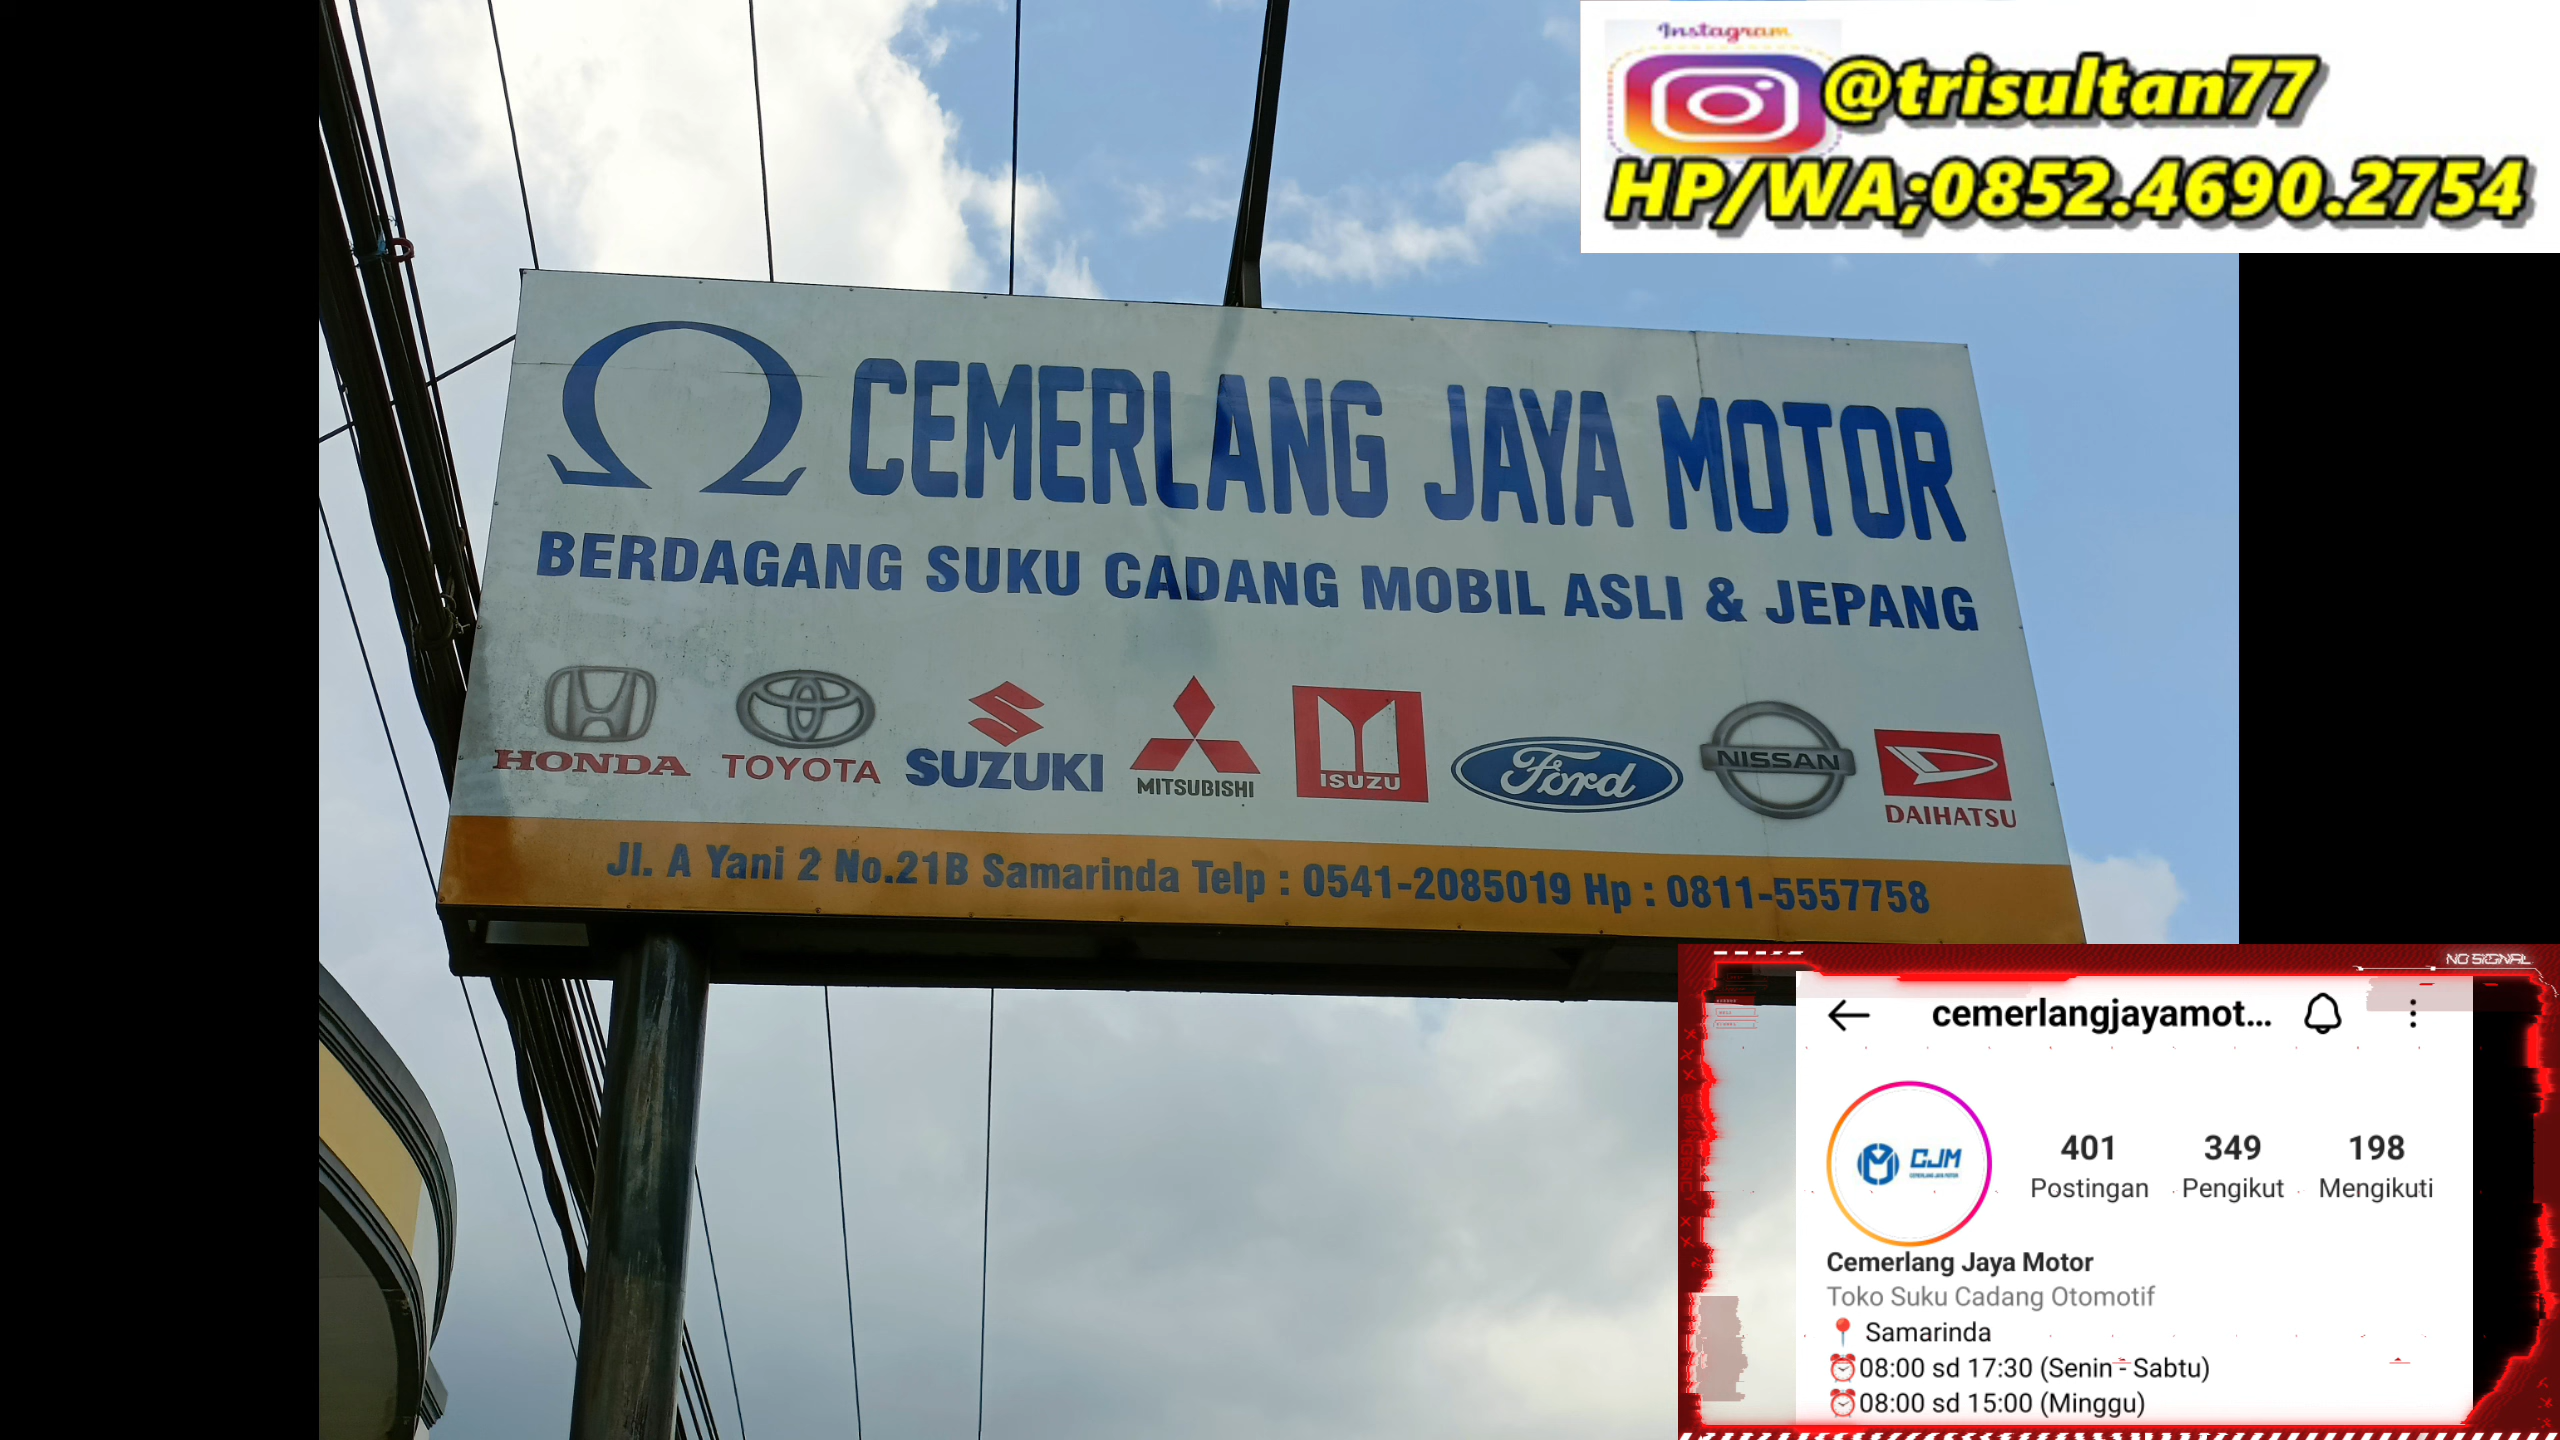 Instagram
@trisultan77
HP/WA;0852.4690.2754
Ω CEMERLANG JAYA MOTOR
BERDAGANG SUKU CADANG MOBIL ASLI & JEPANG
HONDA TOYOTA SUZUKI MITSUBISHI ISUZU Ford NISSAN DAIHATSU
Jl. A Yani 2 No.21B Samarinda Telp : 0541-2085019 Hp : 0811-5557758
NO SIGNAL
cemerlangjayamot...
CJM
CEMERLANG JAYA MOTOR
401 349 198
Postingan Pengikut Mengikuti
Cemerlang Jaya Motor
Toko Suku Cadang Otomotif
📍 Samarinda
⏰08:00 sd 17:30 (Senin - Sabtu)
⏰08:00 sd 15:00 (Minggu)